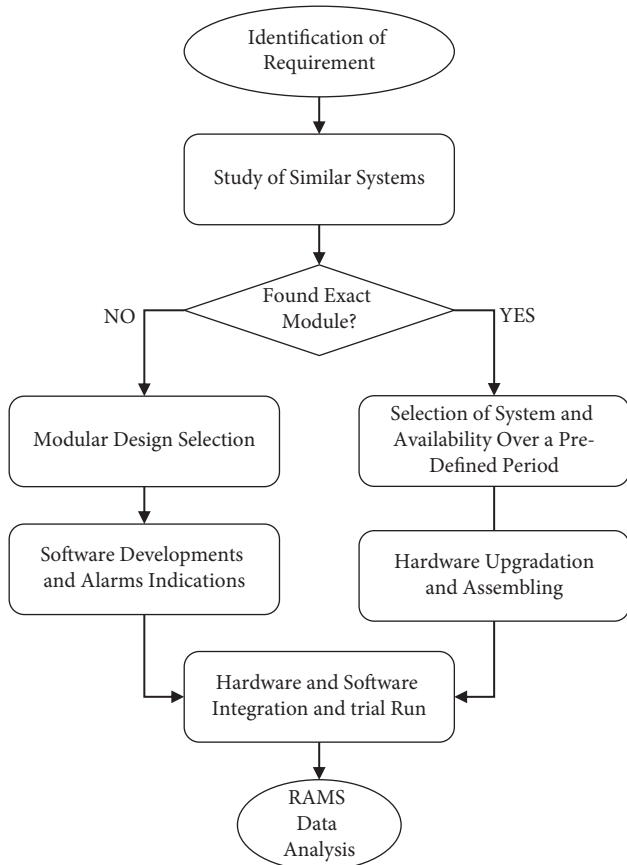 Identification of
Requirement
Study of Similar Systems
Found Exact
Module?
NO
YES
Modular Design Selection
Selection of System and
Availability Over a Pre-
Defined Period
Software Developments
and Alarms Indications
Hardware Upgradation
and Assembling
Hardware and Software
Integration and trial Run
RAMS
Data
Analysis